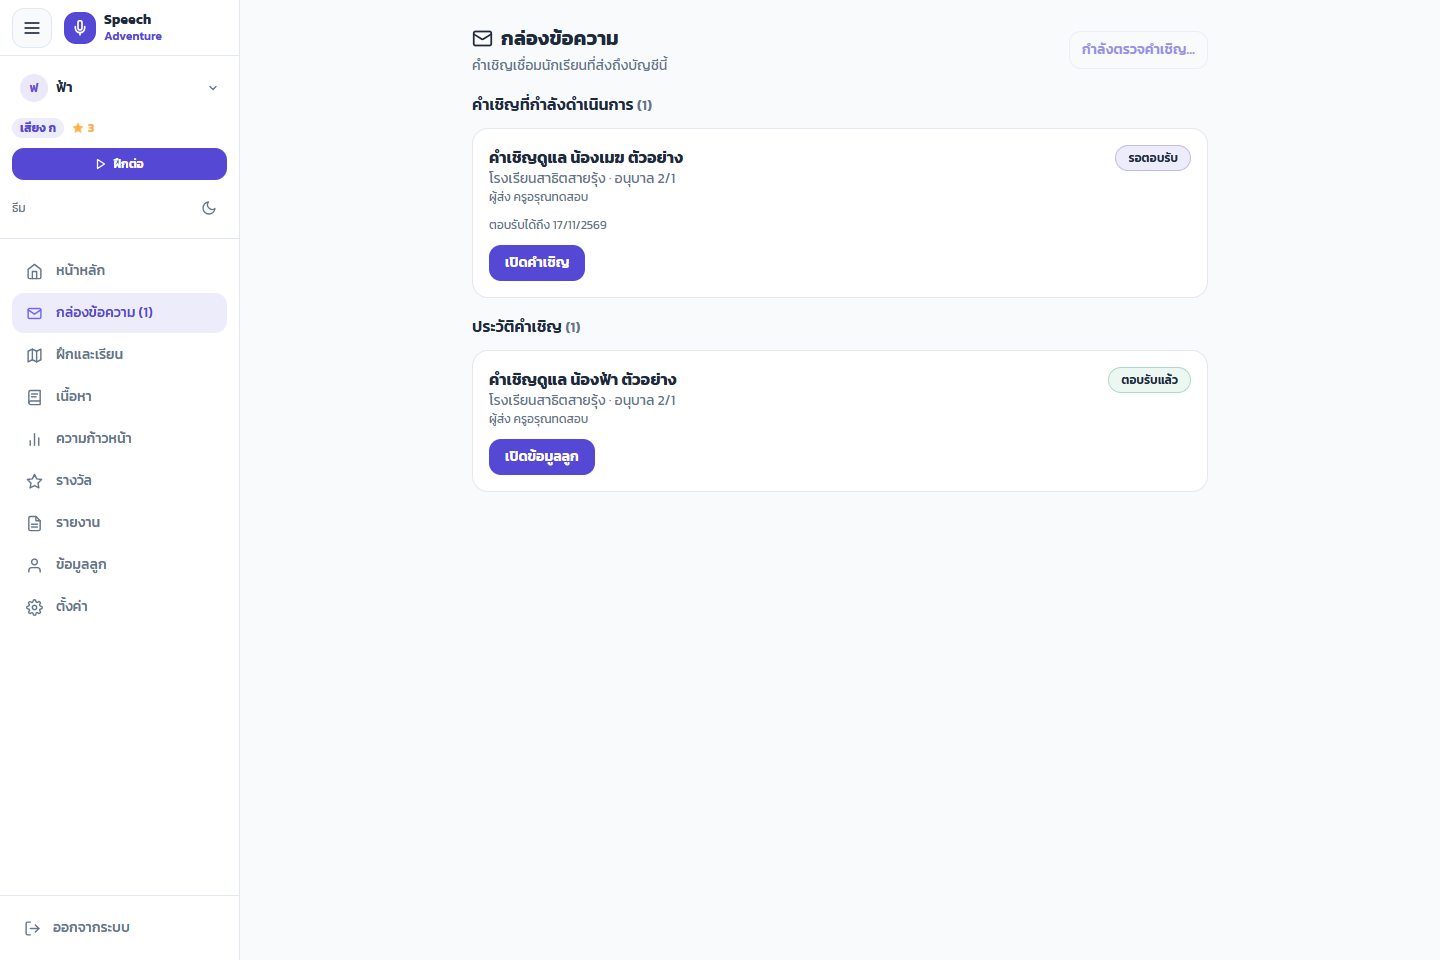 Speech
Adventure
ฟ ฟ้า
เสียง ก ★ 3
ฝึกต่อ
ธีม
หน้าหลัก
กล่องข้อความ (1)
ฝึกและเรียน
เนื้อหา
ความก้าวหน้า
รางวัล
รายงาน
ข้อมูลลูก
ตั้งค่า
ออกจากระบบ
กล่องข้อความ
คำเชิญเชื่อมนักเรียนที่ส่งถึงบัญชีนี้
กำลังตรวจคำเชิญ...
คำเชิญที่กำลังดำเนินการ (1)
คำเชิญดูแล น้องเมฆ ตัวอย่าง
รอตอบรับ
โรงเรียนสาธิตสายรุ้ง · อนุบาล 2/1
ผู้ส่ง ครูอรุณทดสอบ
ตอบรับได้ถึง 17/11/2569
เปิดคำเชิญ
ประวัติคำเชิญ (1)
คำเชิญดูแล น้องฟ้า ตัวอย่าง
ตอบรับแล้ว
โรงเรียนสาธิตสายรุ้ง · อนุบาล 2/1
ผู้ส่ง ครูอรุณทดสอบ
เปิดข้อมูลลูก